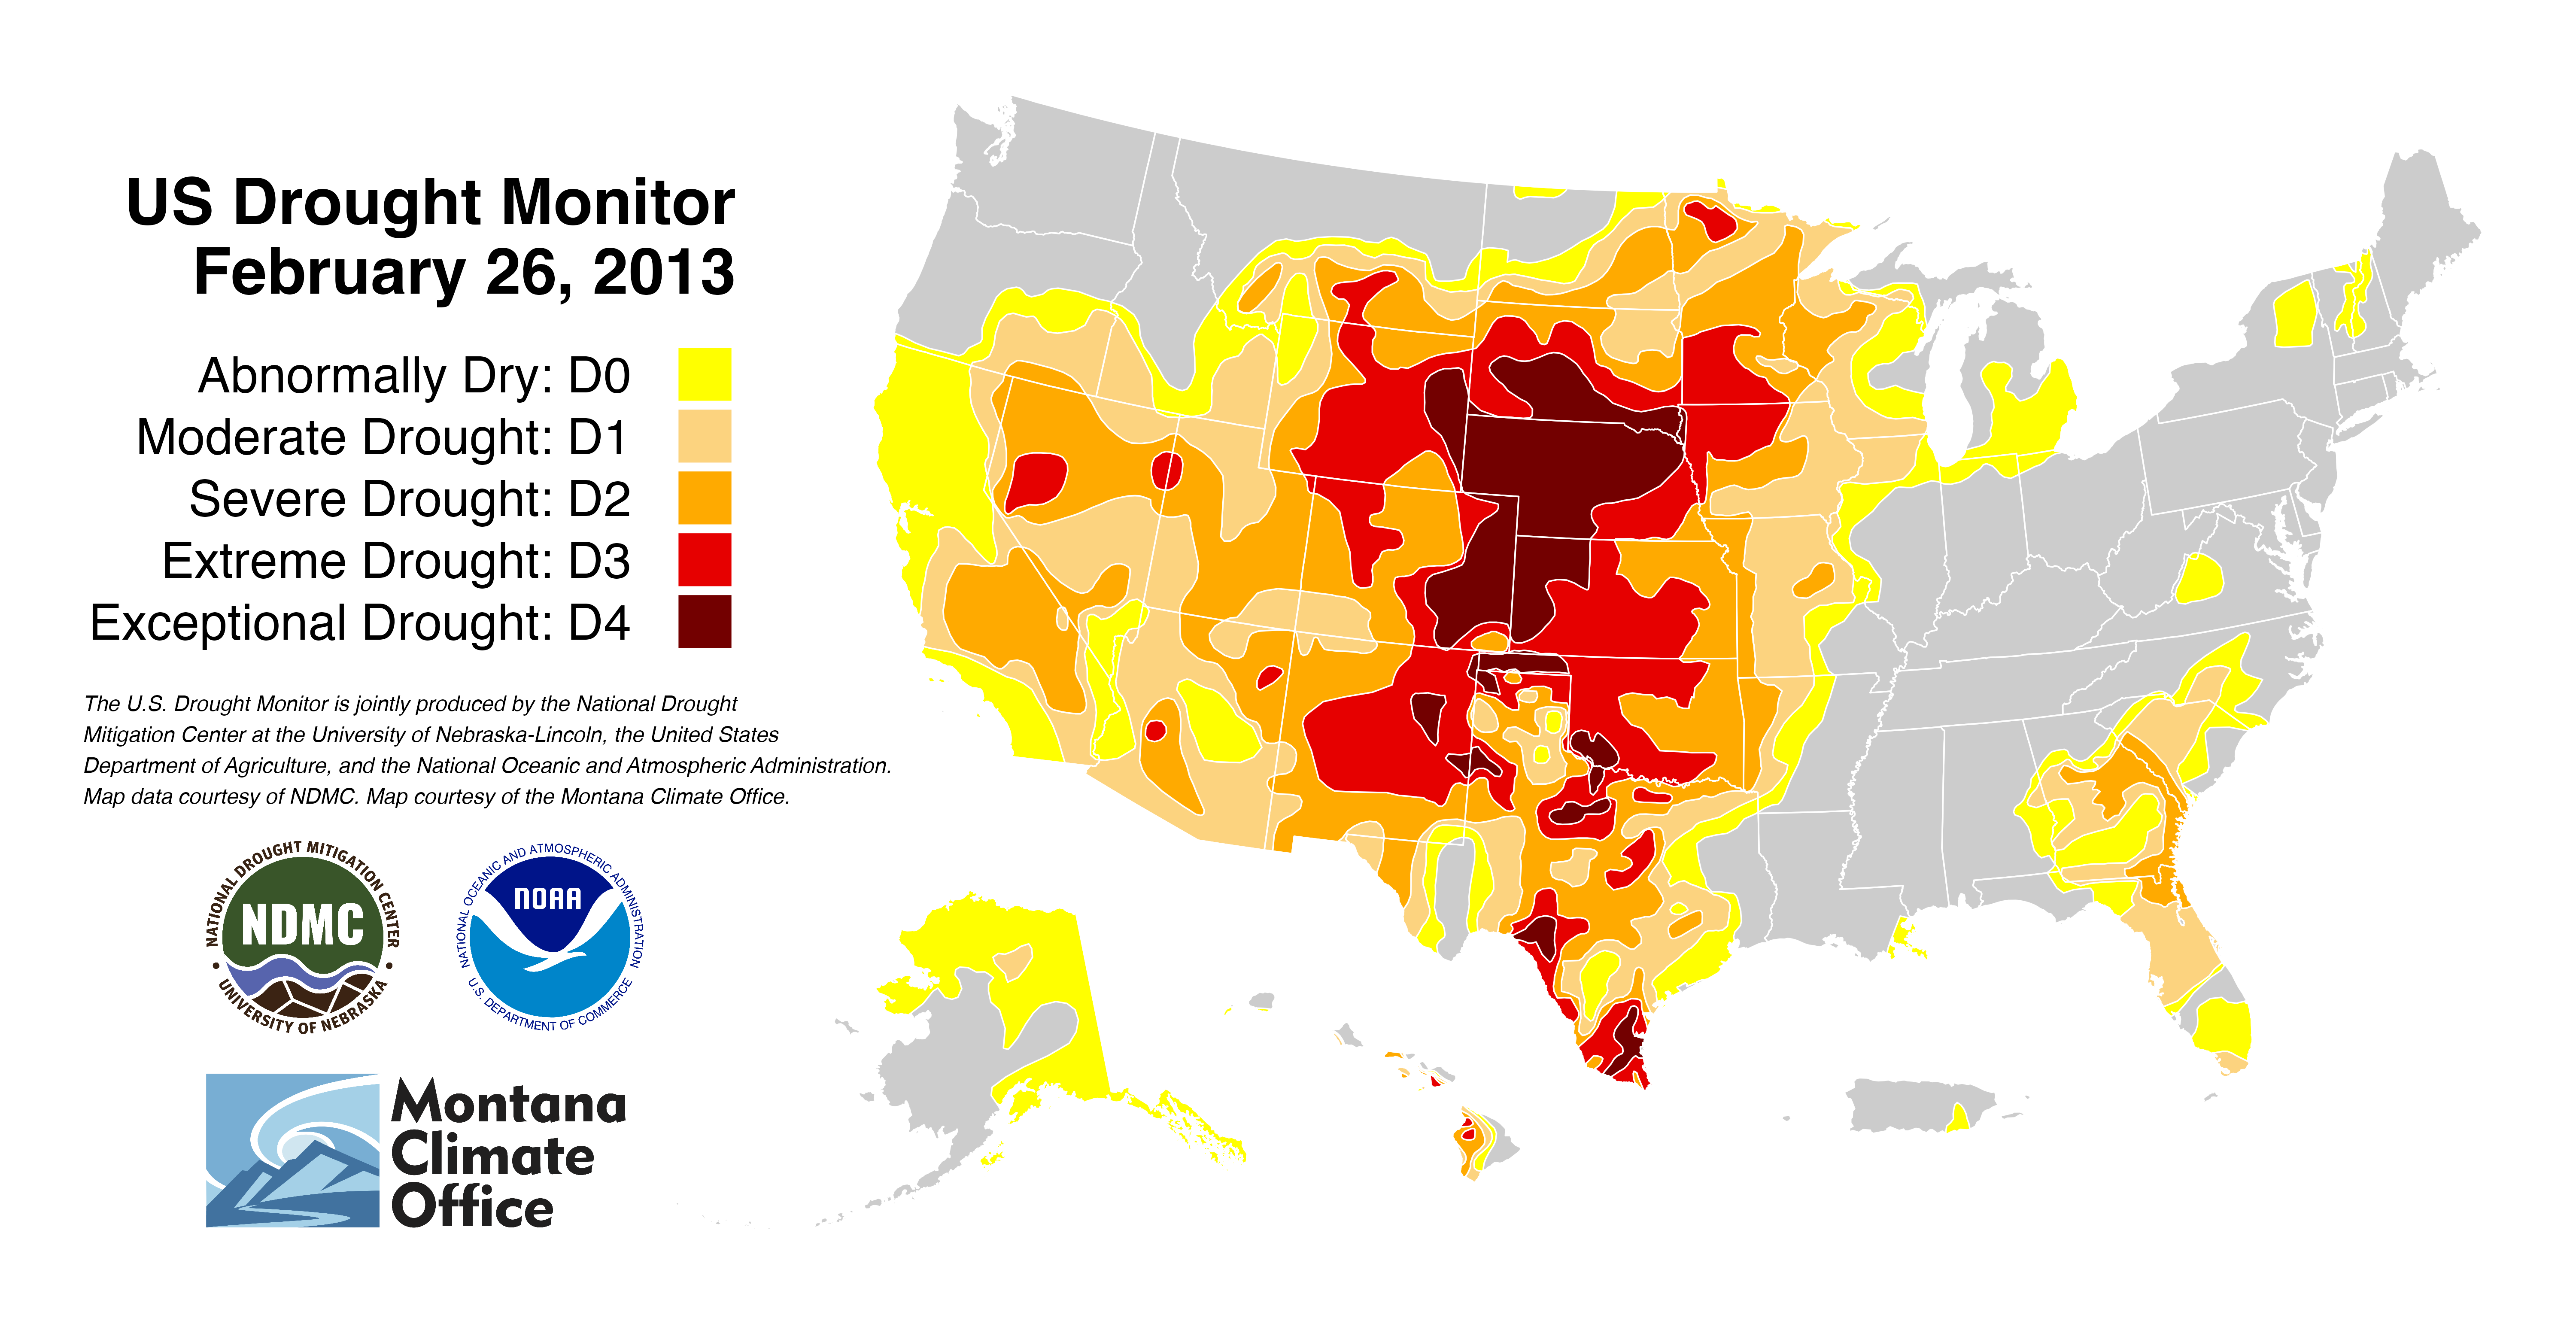 US Drought Monitor
February 26, 2013
Abnormally Dry: D0
Moderate Drought: D1
Severe Drought: D2
Extreme Drought: D3
Exceptional Drought: D4
The U.S. Drought Monitor is jointly produced by the National Drought
Mitigation Center at the University of Nebraska-Lincoln, the United States
Department of Agriculture, and the National Oceanic and Atmospheric Administration.
Map data courtesy of NDMC. Map courtesy of the Montana Climate Office.
NATIONAL DROUGHT MITIGATION CENTER
NDMC
• UNIVERSITY OF NEBRASKA •
NATIONAL OCEANIC AND ATMOSPHERIC ADMINISTRATION
NOAA
U.S. DEPARTMENT OF COMMERCE
Montana
Climate
Office